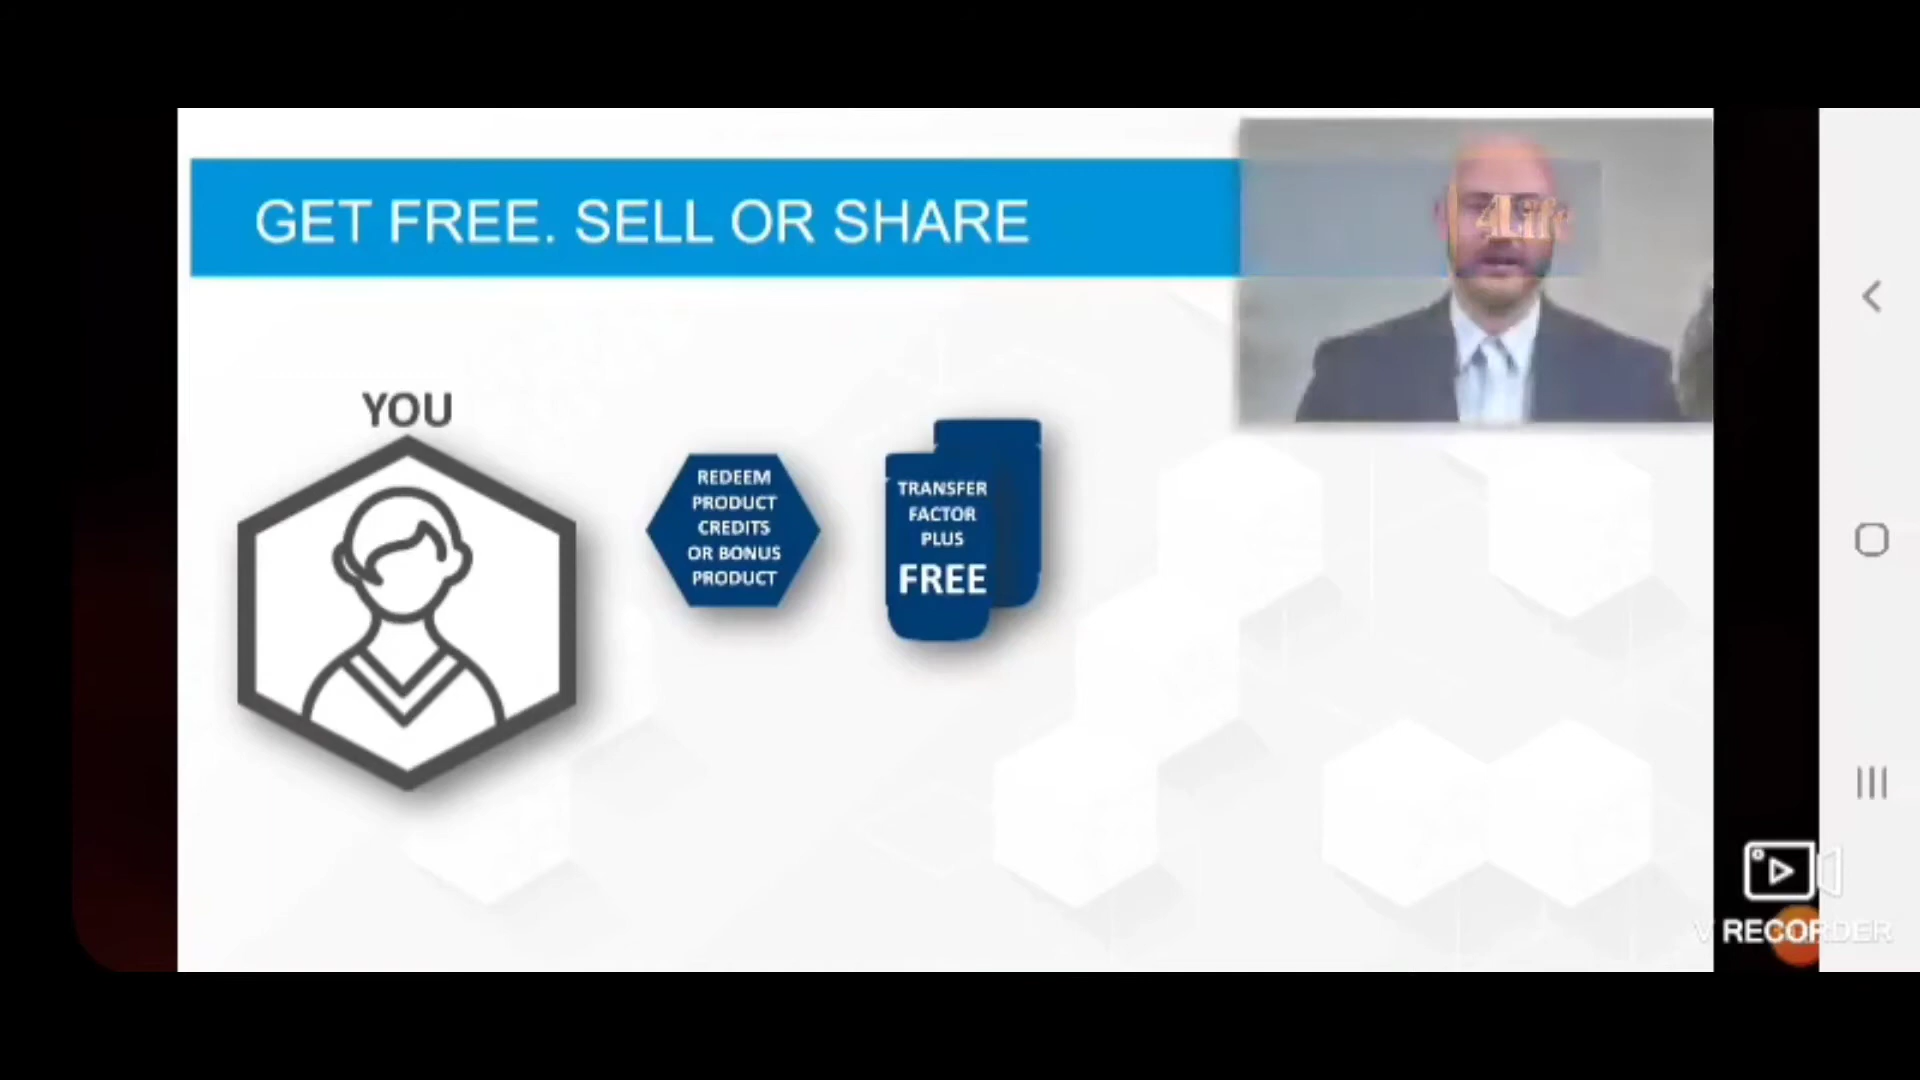 GET FREE. SELL OR SHARE
4Life
YOU
REDEEM
PRODUCT
CREDITS
OR BONUS
PRODUCT
TRANSFER
FACTOR
PLUS
FREE
V RECORDER